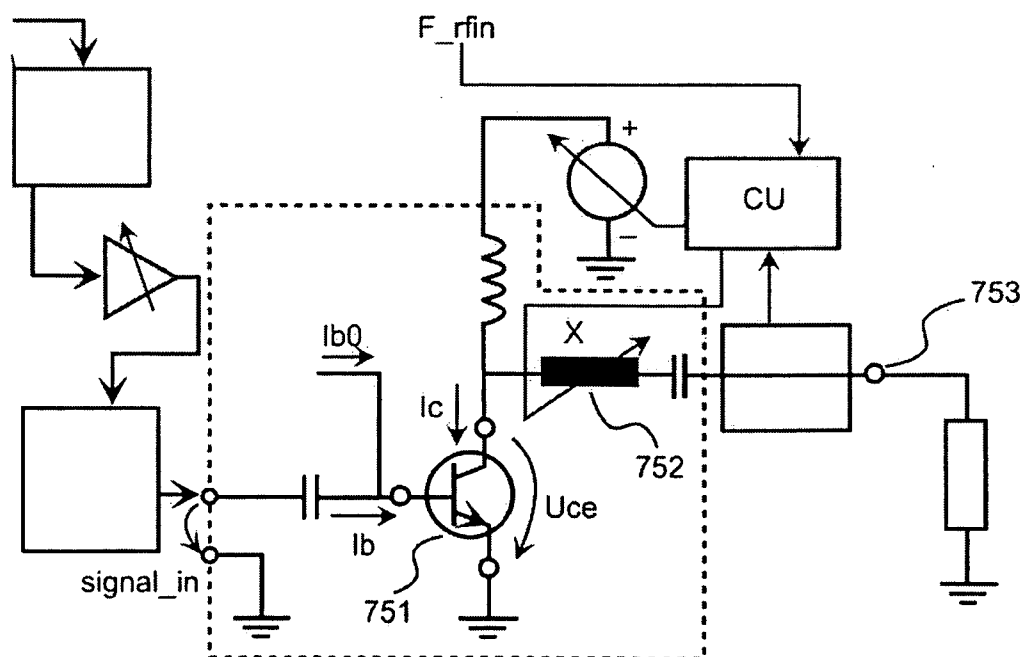 F_rfin
+
CU
−
753
X
Ib0
Ic
752
Uce
Ib
signal_in
751